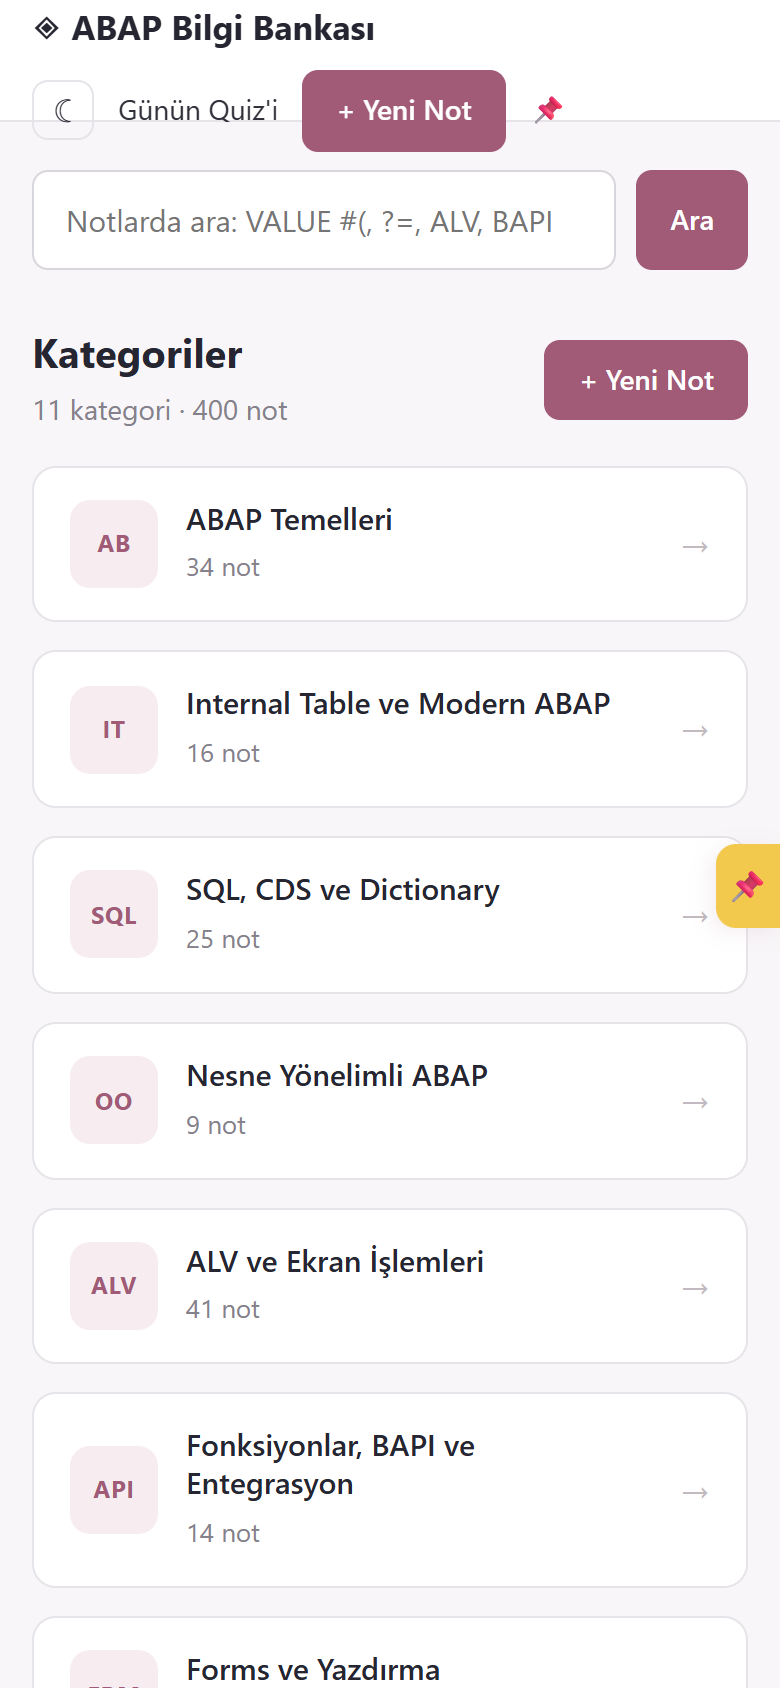 ABAP Bilgi Bankası
Günün Quiz'i
+ Yeni Not
Notlarda ara: VALUE #(, ?=, ALV, BAPI
Ara
Kategoriler
11 kategori · 400 not
+ Yeni Not
AB
ABAP Temelleri
34 not
→
IT
Internal Table ve Modern ABAP
16 not
→
SQL
SQL, CDS ve Dictionary
25 not
→
OO
Nesne Yönelimli ABAP
9 not
→
ALV
ALV ve Ekran İşlemleri
41 not
→
API
Fonksiyonlar, BAPI ve
Entegrasyon
14 not
→
Forms ve Yazdırma